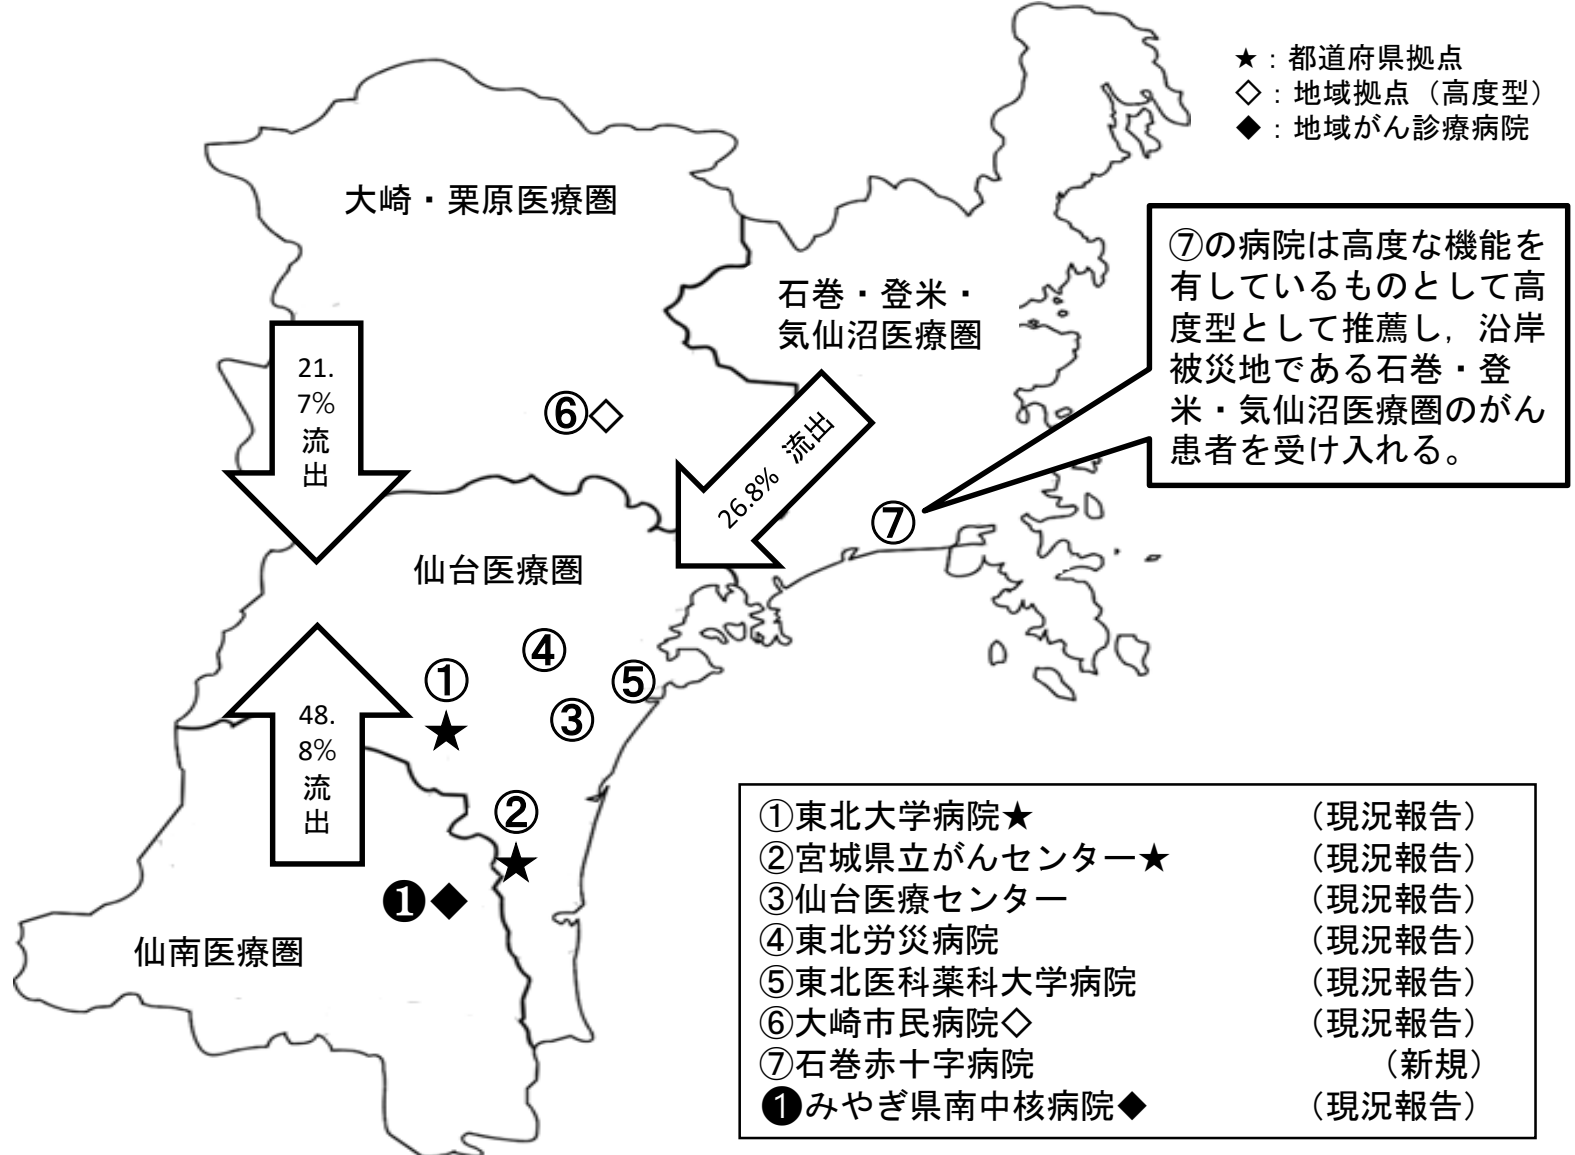 ★：都道府県拠点
◇：地域拠点（高度型）
◆：地域がん診療病院
大崎・栗原医療圏
石巻・登米・
気仙沼医療圏
⑦の病院は高度な機能を
有しているものとして高
度型として推薦し，沿岸
被災地である石巻・登
米・気仙沼医療圏のがん
患者を受け入れる。
21.
7%
流
出
⑥◇
26.8% 流出
⑦
仙台医療圏
④
①
★
⑤
③
48.
8%
流
出
②
★
❶◆
仙南医療圏
①東北大学病院★ （現況報告）
②宮城県立がんセンター★ （現況報告）
③仙台医療センター （現況報告）
④東北労災病院 （現況報告）
⑤東北医科薬科大学病院 （現況報告）
⑥大崎市民病院◇ （現況報告）
⑦石巻赤十字病院 （新規）
❶みやぎ県南中核病院◆ （現況報告）